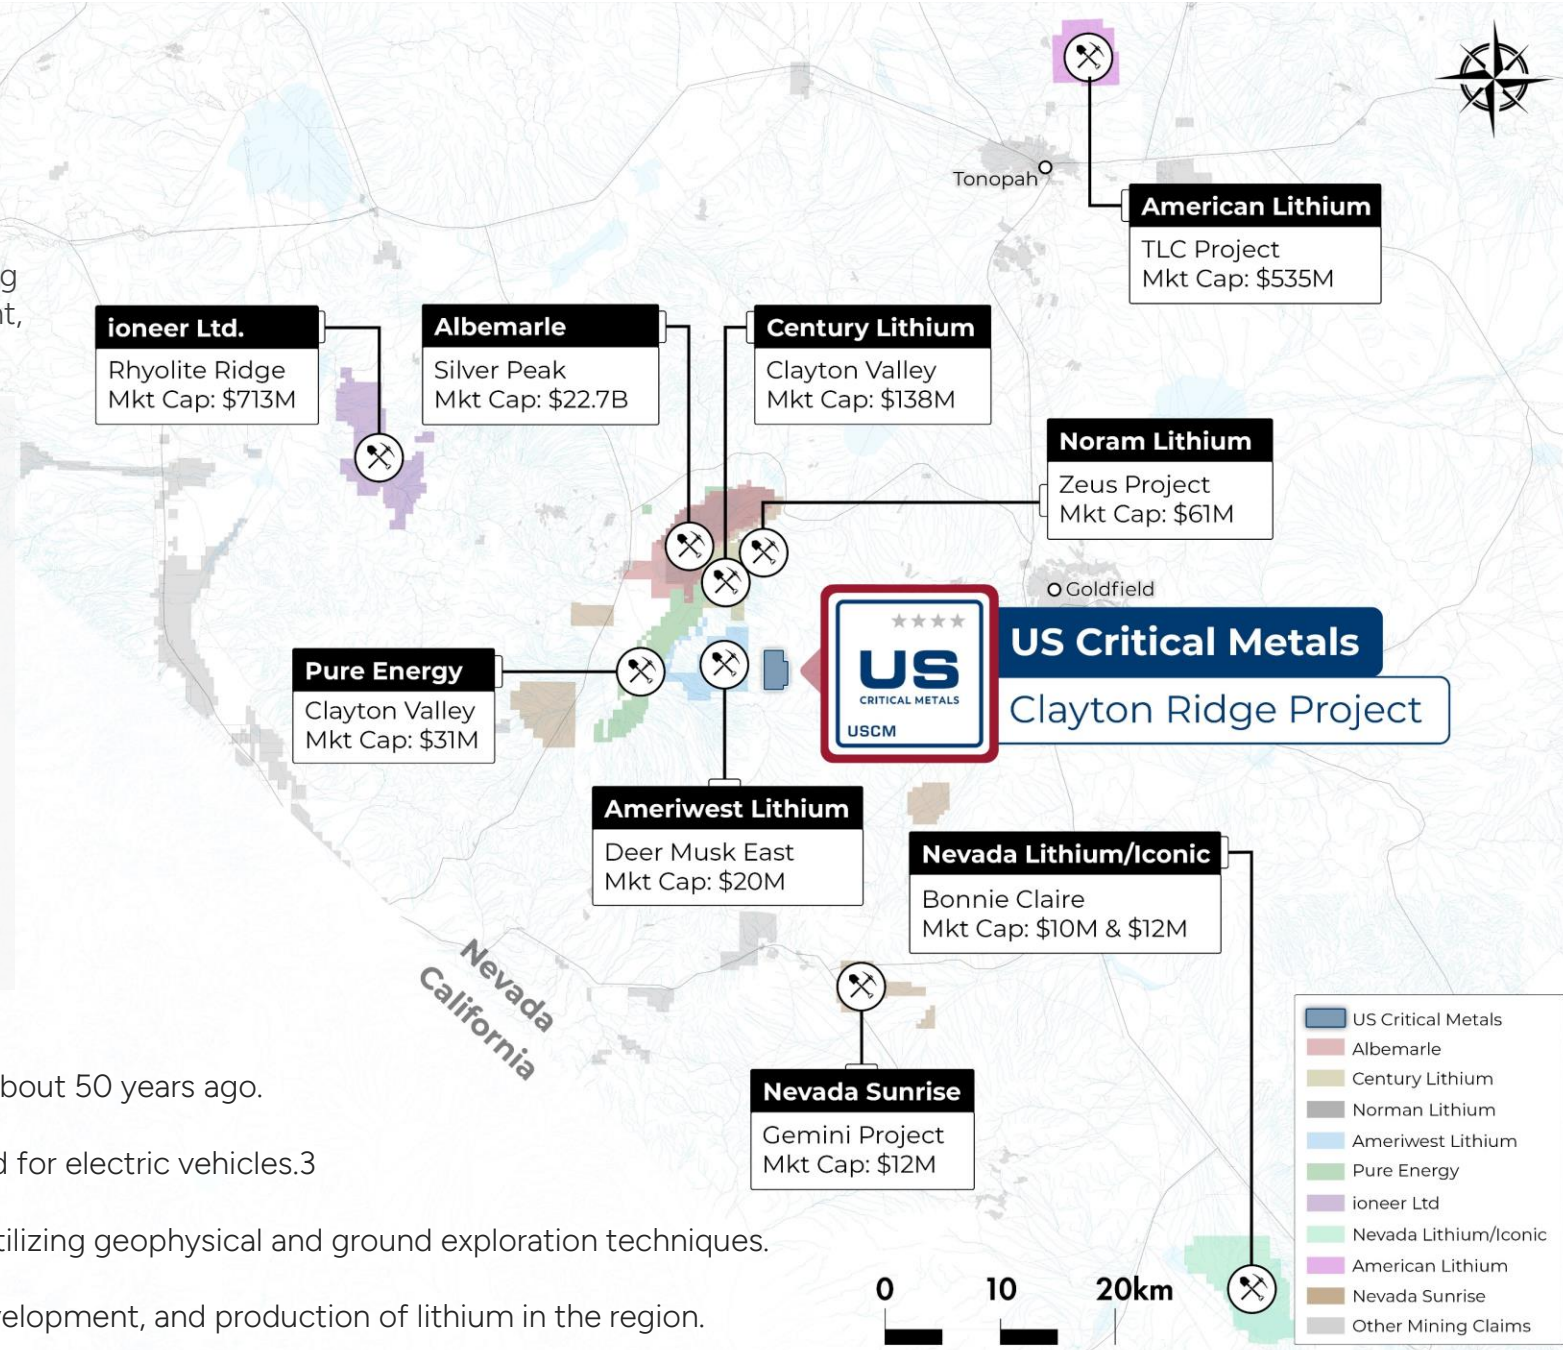 Tonopah
American Lithium
TLC Project
Mkt Cap: $535M
g
nt,
ioneer Ltd.
Rhyolite Ridge
Mkt Cap: $713M
Albemarle
Silver Peak
Mkt Cap: $22.7B
Century Lithium
Clayton Valley
Mkt Cap: $138M
Noram Lithium
Zeus Project
Mkt Cap: $61M
Goldfield
US
CRITICAL METALS
USCM
US Critical Metals
Clayton Ridge Project
Pure Energy
Clayton Valley
Mkt Cap: $31M
Ameriwest Lithium
Deer Musk East
Mkt Cap: $20M
Nevada Lithium/Iconic
Bonnie Claire
Mkt Cap: $10M & $12M
Nevada
California
Nevada Sunrise
Gemini Project
Mkt Cap: $12M
bout 50 years ago.
d for electric vehicles.3
tilizing geophysical and ground exploration techniques.
velopment, and production of lithium in the region.
0 10 20km
US Critical Metals
Albemarle
Century Lithium
Norman Lithium
Ameriwest Lithium
Pure Energy
ioneer Ltd
Nevada Lithium/Iconic
American Lithium
Nevada Sunrise
Other Mining Claims